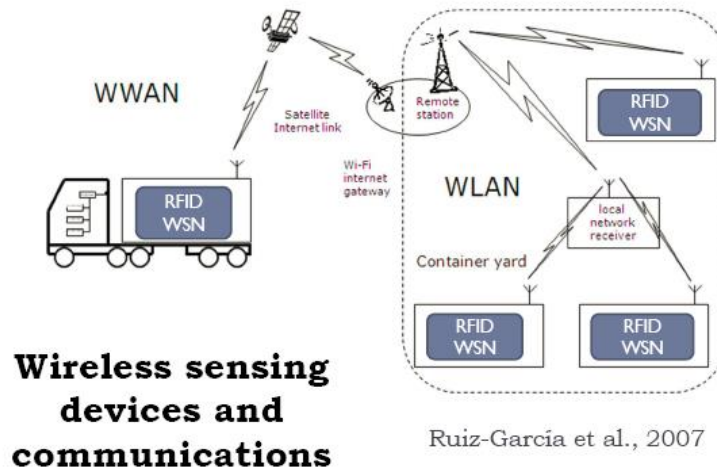 WWAN
Satellite
Internet link
Remote
station
RFID
WSN
Wi-Fi
internet
gateway
WLAN
RFID
WSN
local
network
receiver
Container yard
RFID
WSN
RFID
WSN
Wireless sensing
devices and
communications
Ruiz-García et al., 2007